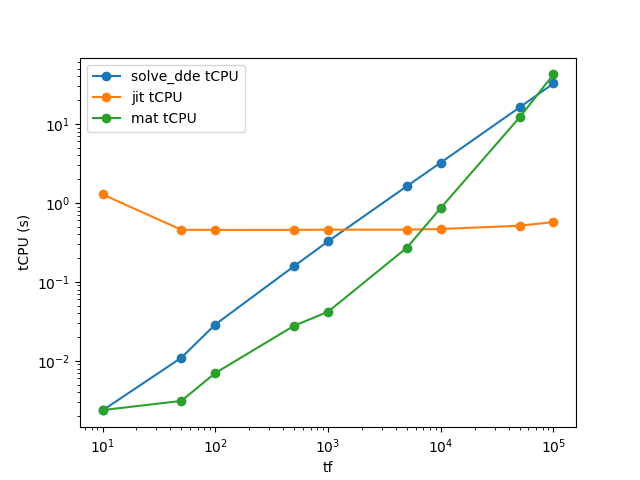 solve_dde tCPU
jit tCPU
mat tCPU
tCPU (s)
10¹
10⁰
10⁻¹
10⁻²
10¹ 10² 10³ 10⁴ 10⁵
tf